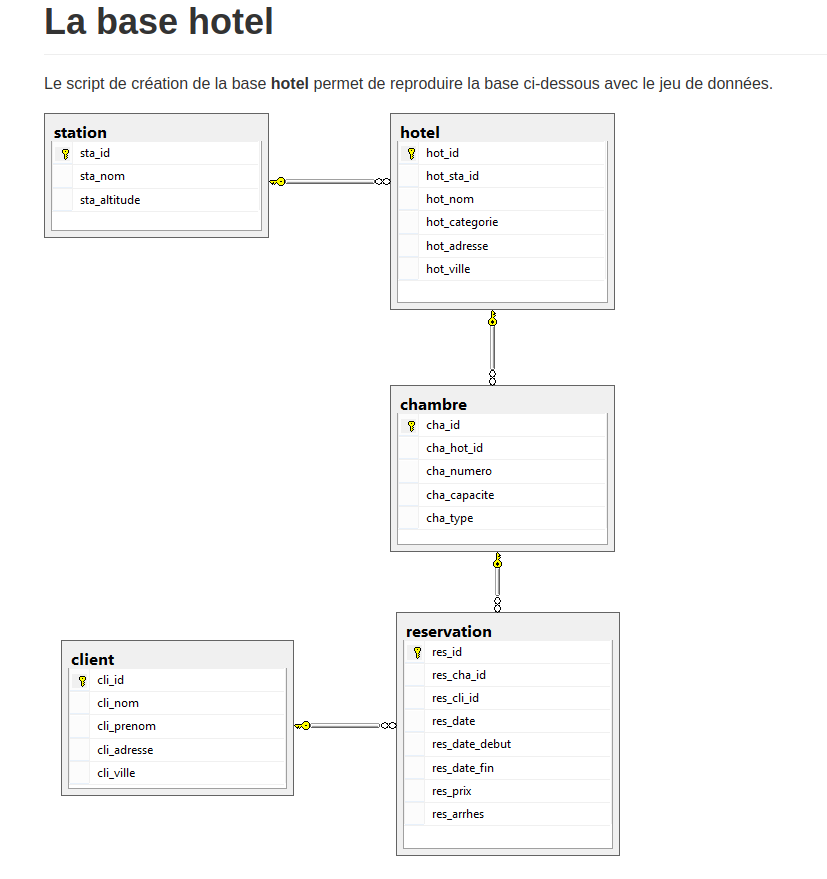 La base hotel
Le script de création de la base hotel permet de reproduire la base ci-dessous avec le jeu de données.
station
sta_id
sta_nom
sta_altitude
hotel
hot_id
hot_sta_id
hot_nom
hot_categorie
hot_adresse
hot_ville
chambre
cha_id
cha_hot_id
cha_numero
cha_capacite
cha_type
client
cli_id
cli_nom
cli_prenom
cli_adresse
cli_ville
reservation
res_id
res_cha_id
res_cli_id
res_date
res_date_debut
res_date_fin
res_prix
res_arrhes